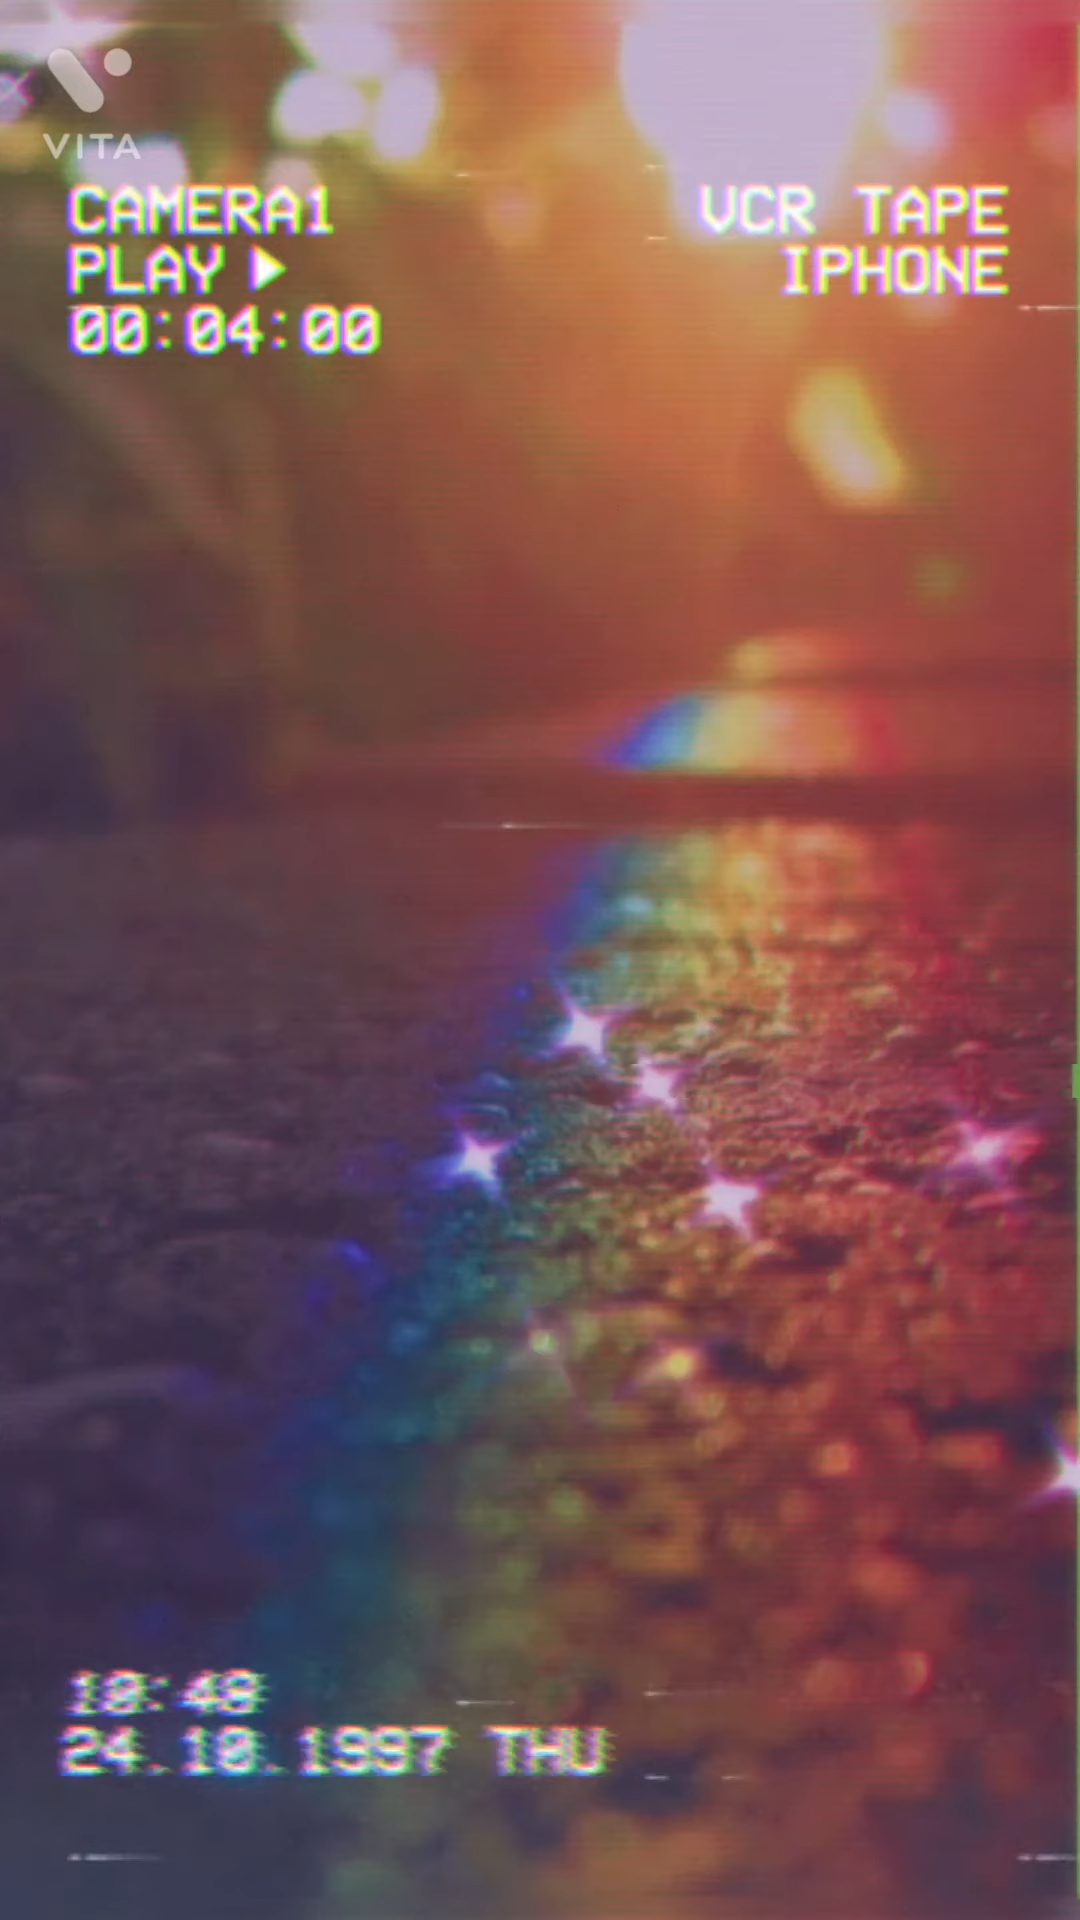 VITA
CAMERA1
PLAY
00:04:00
VCR TAPE
IPHONE
10:48
24.10.1997 THU